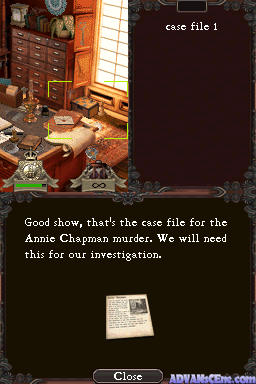 case file 1
Good show, that's the case file for the
Annie Chapman murder. We will need
this for our investigation.
Close
ADVANsCEne.com